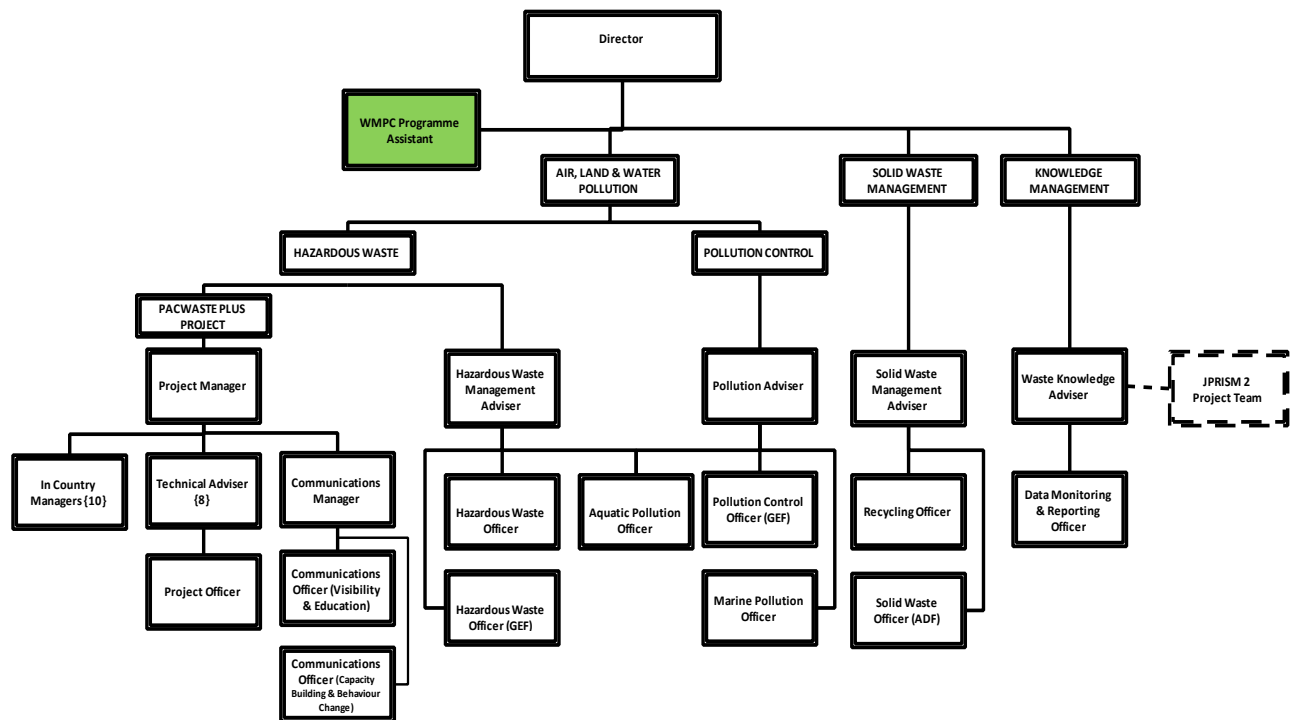 Director
WMPC Programme
Assistant
AIR, LAND & WATER
POLLUTION
SOLID WASTE
MANAGEMENT
KNOWLEDGE
MANAGEMENT
HAZARDOUS WASTE
POLLUTION CONTROL
PACWASTE PLUS
PROJECT
Project Manager
Hazardous Waste
Management
Adviser
Pollution Adviser
Solid Waste
Management
Adviser
Waste Knowledge
Adviser
JPRISM 2
Project Team
In Country
Managers {10}
Technical Adviser
{8}
Communications
Manager
Hazardous Waste
Officer
Aquatic Pollution
Officer
Pollution Control
Officer (GEF)
Recycling Officer
Data Monitoring
& Reporting
Officer
Project Officer
Communications
Officer (Visibility
& Education)
Hazardous Waste
Officer (GEF)
Marine Pollution
Officer
Solid Waste
Officer (ADF)
Communications
Officer (Capacity
Building & Behaviour
Change)